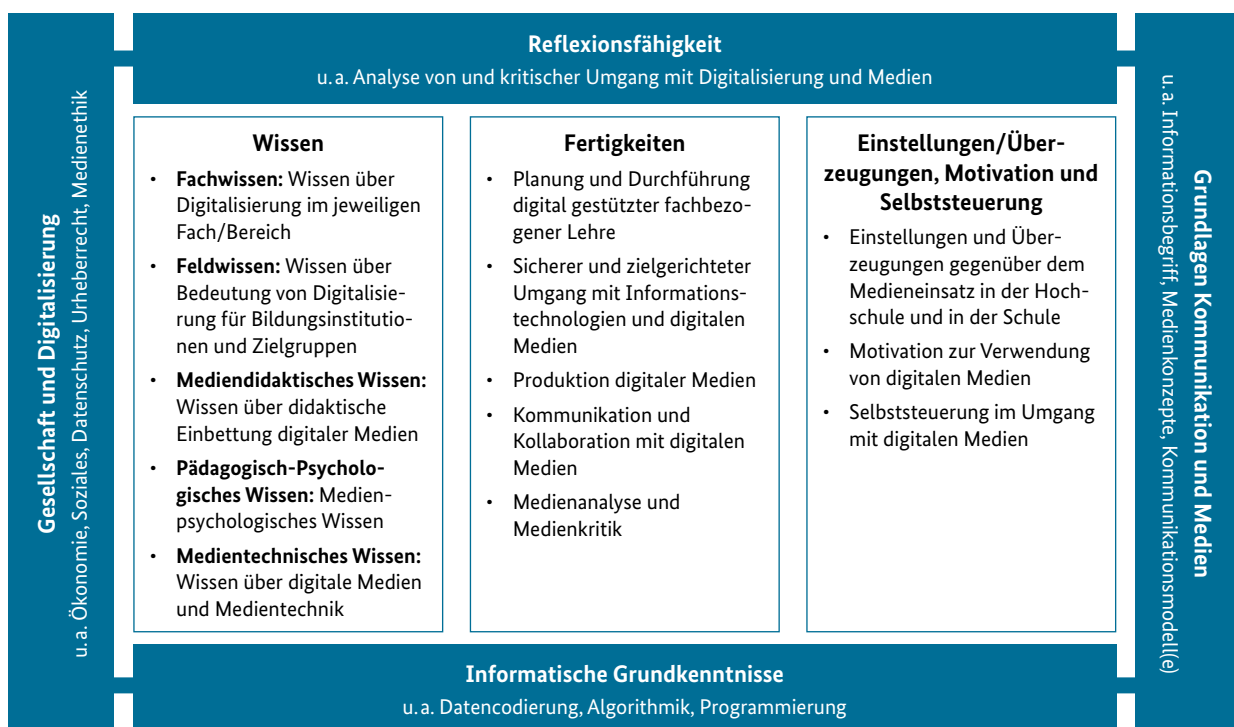 Reflexionsfähigkeit
u. a. Analyse von und kritischer Umgang mit Digitalisierung und Medien
Gesellschaft und Digitalisierung
u. a. Ökonomie, Soziales, Datenschutz, Urheberrecht, Medienethik
Wissen
• Fachwissen: Wissen über
Digitalisierung im jeweiligen
Fach/Bereich
• Feldwissen: Wissen über
Bedeutung von Digitalisie-
rung für Bildungsinstitutio-
nen und Zielgruppen
• Mediendidaktisches Wissen:
Wissen über didaktische
Einbettung digitaler Medien
• Pädagogisch-Psycholo-
gisches Wissen: Medien-
psychologisches Wissen
• Medientechnisches Wissen:
Wissen über digitale Medien
und Medientechnik
Fertigkeiten
• Planung und Durchführung
digital gestützter fachbezo-
gener Lehre
• Sicherer und zielgerichteter
Umgang mit Informations-
technologien und digitalen
Medien
• Produktion digitaler Medien
• Kommunikation und
Kollaboration mit digitalen
Medien
• Medienanalyse und
Medienkritik
Einstellungen/Über-
zeugungen, Motivation und
Selbststeuerung
• Einstellungen und Über-
zeugungen gegenüber dem
Medieneinsatz in der Hoch-
schule und in der Schule
• Motivation zur Verwendung
von digitalen Medien
• Selbststeuerung im Umgang
mit digitalen Medien
Grundlagen Kommunikation und Medien
u. a. Informationsbegriff, Medienkonzepte, Kommunikationsmodell(e)
Informatische Grundkenntnisse
u. a. Datencodierung, Algorithmik, Programmierung